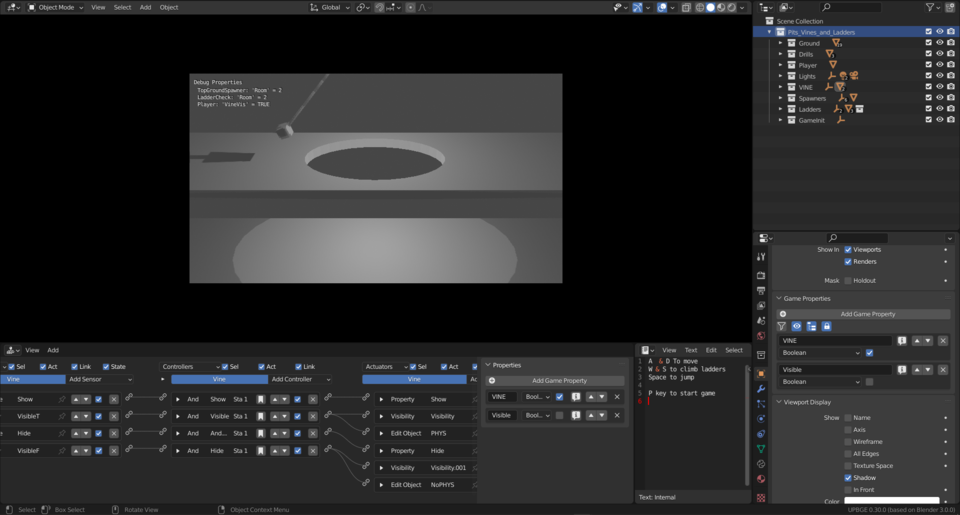 Object Mode View Select Add Object Global
Scene Collection
Pits_Vines_and_Ladders
Ground
Drills
Player
Lights
VINE
Spawners
Ladders
GameInit
Debug Properties
TopGroundSpawner: 'Room' = 2
LadderCheck: 'Room' = 2
Player: 'VineVis' = TRUE
Show In Viewports
Renders
Mask Holdout
Game Properties
Add Game Property
VINE
Boolean
Visible
Boolean
Viewport Display
Show Name
Axis
Wireframe
All Edges
Texture Space
Shadow
In Front
Color
View Add
Sel Act Link State
Vine Add Sensor
Show
VisibleT
Hide
VisibleF
Controllers Sel Act Link
Vine Add Controller
And Show Sta 1
And Visible Sta 1
And And... Sta 1
And Hide Sta 1
Actuators Sel Act
Vine Ac
Property Show
Visibility Visibility
Edit Object PHYS
Property Hide
Visibility Visibility.001
Edit Object NoPHYS
Properties
Add Game Property
VINE Bool...
Visible Bool...
View Text Edit Select
1 A & D To move
2 W & S to climb ladders
3 Space to jump
4
5 P key to start game
6
Text: Internal
Select Box Select Rotate View Object Context Menu
UPBGE 0.30.0 (based on Blender 3.0.0)